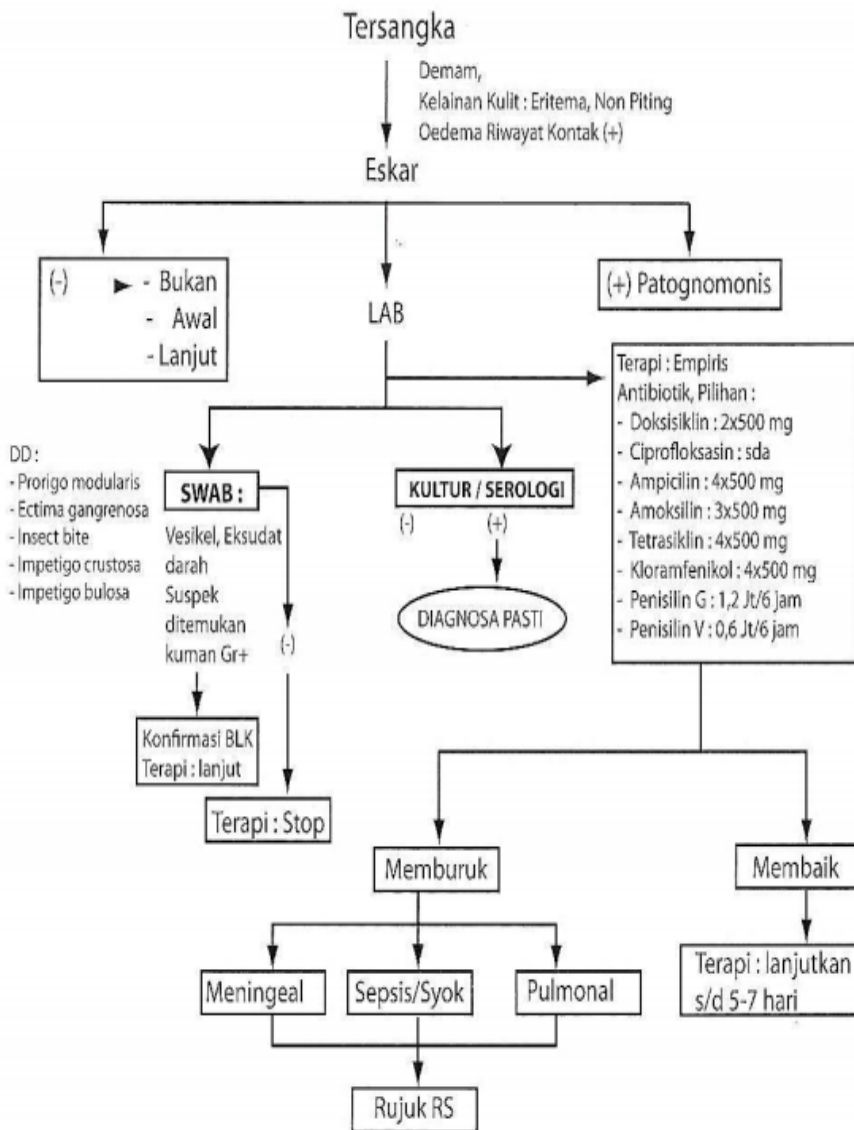 Tersangka
Demam,
Kelainan Kulit : Eritema, Non Piting
Oedema Riwayat Kontak (+)
Eskar
(-) - Bukan
- Awal
-Lanjut
LAB
(+) Patognomonis
Terapi : Empiris
Antibiotik, Pilihan :
- Doksisiklin : 2x500 mg
- Ciprofloksasin : sda
- Ampicilin : 4x500 mg
- Amoksilin : 3x500 mg
- Tetrasiklin : 4x500 mg
- Kloramfenikol : 4x500 mg
- Penisilin G : 1,2 Jt/6 jam
- Penisilin V : 0,6 Jt/6 jam
DD :
- Prorigo modularis
- Ectima gangrenosa
- Insect bite
- Impetigo crustosa
- Impetigo bulosa
SWAB :
Vesikel, Eksudat
darah
Suspek
ditemukan
kuman Gr+
(-)
KULTUR / SEROLOGI
(-) (+)
DIAGNOSA PASTI
Konfirmasi BLK
Terapi : lanjut
Terapi : Stop
Memburuk
Membaik
Meningeal
Sepsis/Syok
Pulmonal
Terapi : lanjutkan
s/d 5-7 hari
Rujuk RS